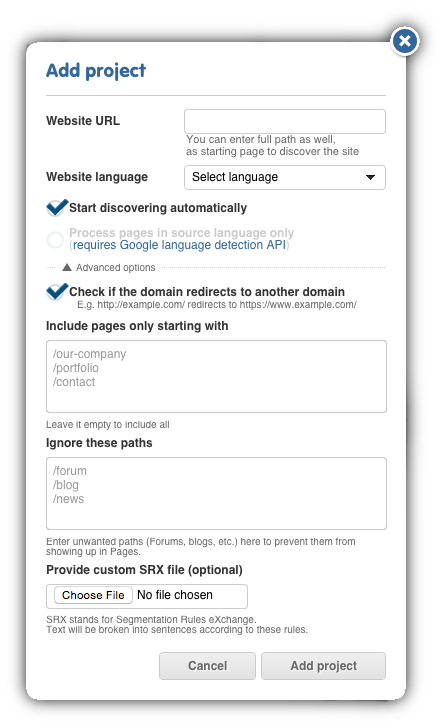 Add project
Website URL
You can enter full path as well,
as starting page to discover the site
Website language
Select language
Start discovering automatically
Process pages in source language only
(requires Google language detection API)
Advanced options
Check if the domain redirects to another domain
E.g. http://example.com/ redirects to https://www.example.com/
Include pages only starting with
/our-company
/portfolio
/contact
Leave it empty to include all
Ignore these paths
/forum
/blog
/news
Enter unwanted paths (Forums, blogs, etc.) here to prevent them from
showing up in Pages.
Provide custom SRX file (optional)
Choose File No file chosen
SRX stands for Segmentation Rules eXchange.
Text will be broken into sentences according to these rules.
Cancel Add project